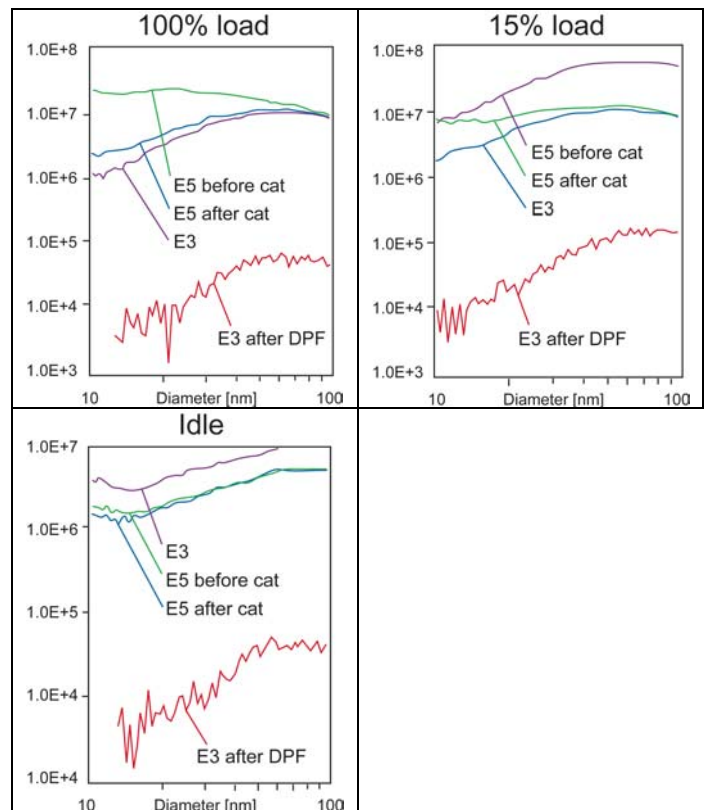 100% load
1.0E+8
1.0E+7
1.0E+6
1.0E+5
1.0E+4
1.0E+3
E5 before cat
E5 after cat
E3
E3 after DPF
10 Diameter [nm] 100
15% load
1.0E+8
1.0E+7
1.0E+6
1.0E+5
1.0E+4
1.0E+3
E5 before cat
E5 after cat
E3
E3 after DPF
10 Diameter [nm] 100
Idle
1.0E+7
1.0E+6
1.0E+5
1.0E+4
1.0E+4
E3
E5 before cat
E5 after cat
E3 after DPF
10 Diameter [nm] 100